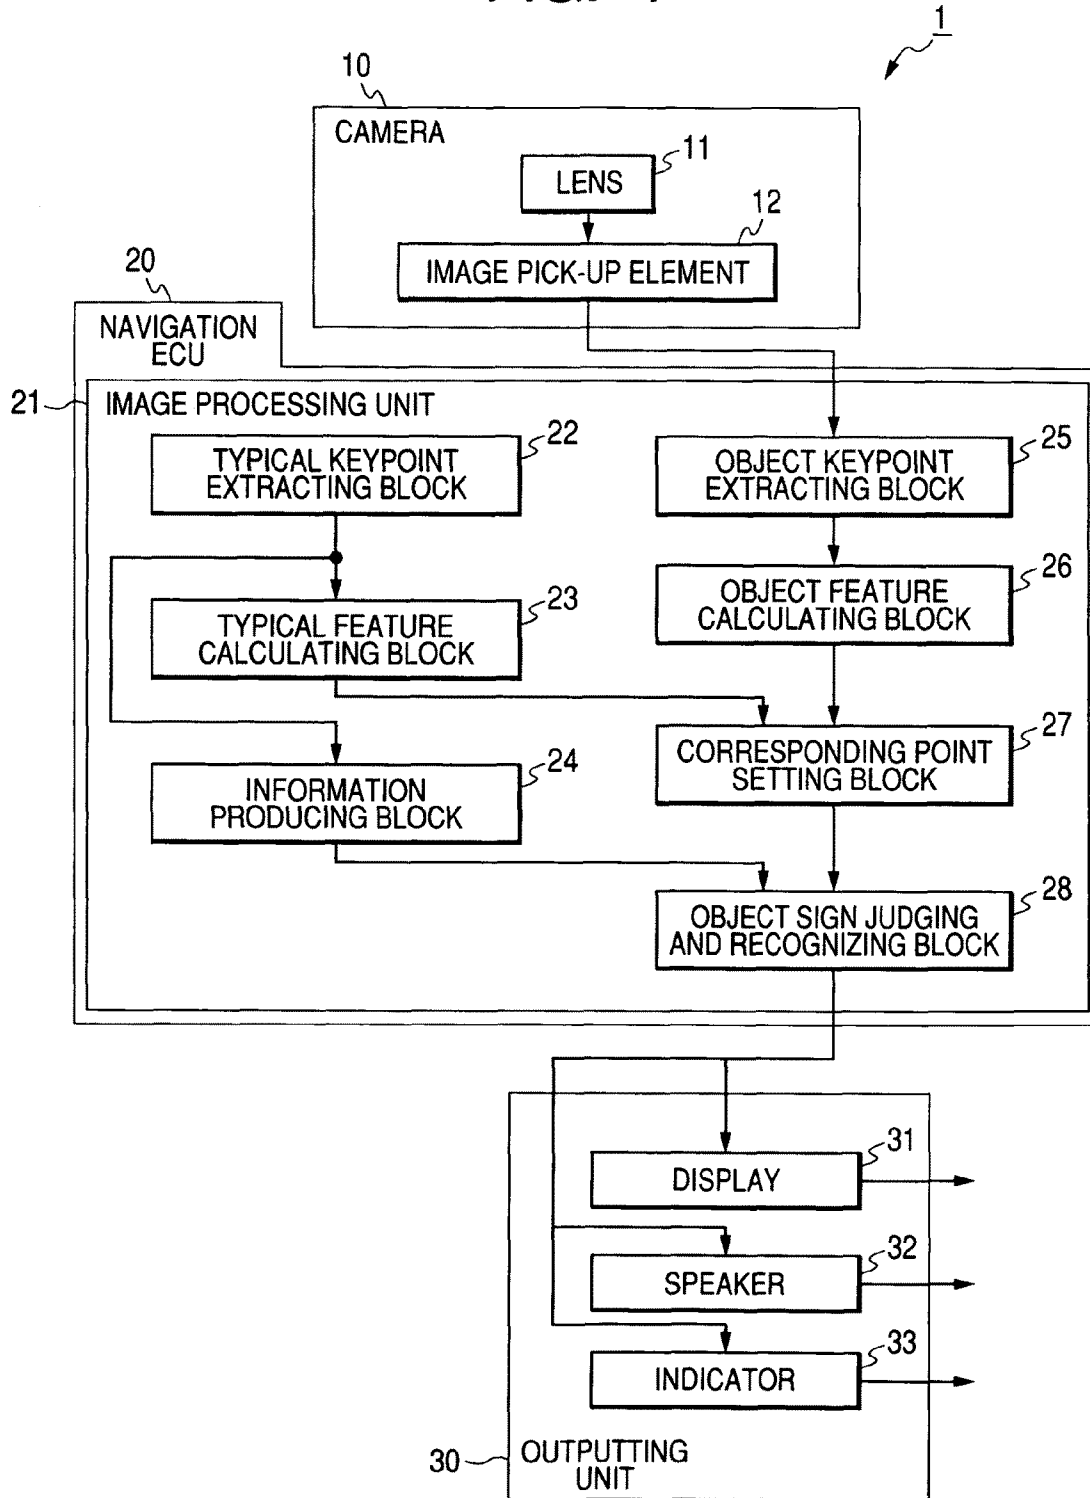 1
10
CAMERA
11
LENS
12
IMAGE PICK-UP ELEMENT
20
NAVIGATION
ECU
21
IMAGE PROCESSING UNIT
22
TYPICAL KEYPOINT
EXTRACTING BLOCK
25
OBJECT KEYPOINT
EXTRACTING BLOCK
26
OBJECT FEATURE
CALCULATING BLOCK
23
TYPICAL FEATURE
CALCULATING BLOCK
27
CORRESPONDING POINT
SETTING BLOCK
24
INFORMATION
PRODUCING BLOCK
28
OBJECT SIGN JUDGING
AND RECOGNIZING BLOCK
31
DISPLAY
32
SPEAKER
33
INDICATOR
30
OUTPUTTING
UNIT